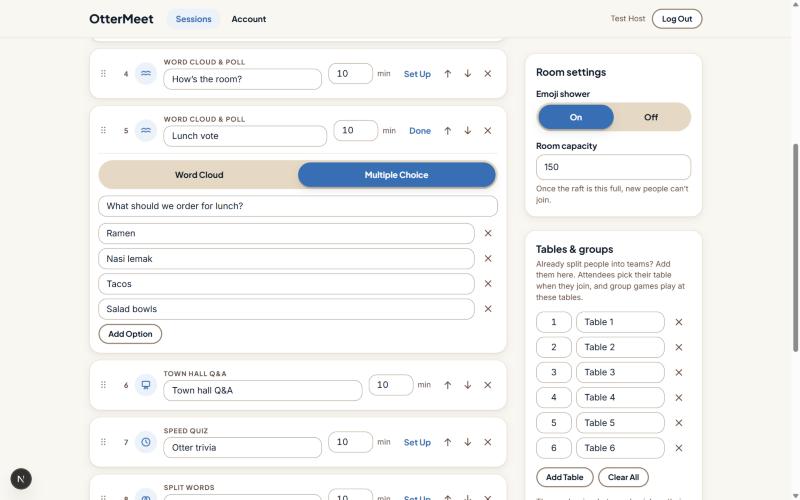 OtterMeet
Sessions
Account
Test Host
Log Out
4
WORD CLOUD & POLL
How's the room?
10
min
Set Up
5
WORD CLOUD & POLL
Lunch vote
10
min
Done
Word Cloud
Multiple Choice
What should we order for lunch?
Ramen
Nasi lemak
Tacos
Salad bowls
Add Option
6
TOWN HALL Q&A
Town hall Q&A
10
min
7
SPEED QUIZ
Otter trivia
10
min
Set Up
SPLIT WORDS
Room settings
Emoji shower
On
Off
Room capacity
150
Once the raft is this full, new people can't
join.
Tables & groups
Already split people into teams? Add
them here. Attendees pick their table
when they join, and group games play at
these tables.
1
Table 1
2
Table 2
3
Table 3
4
Table 4
5
Table 5
6
Table 6
Add Table
Clear All
N